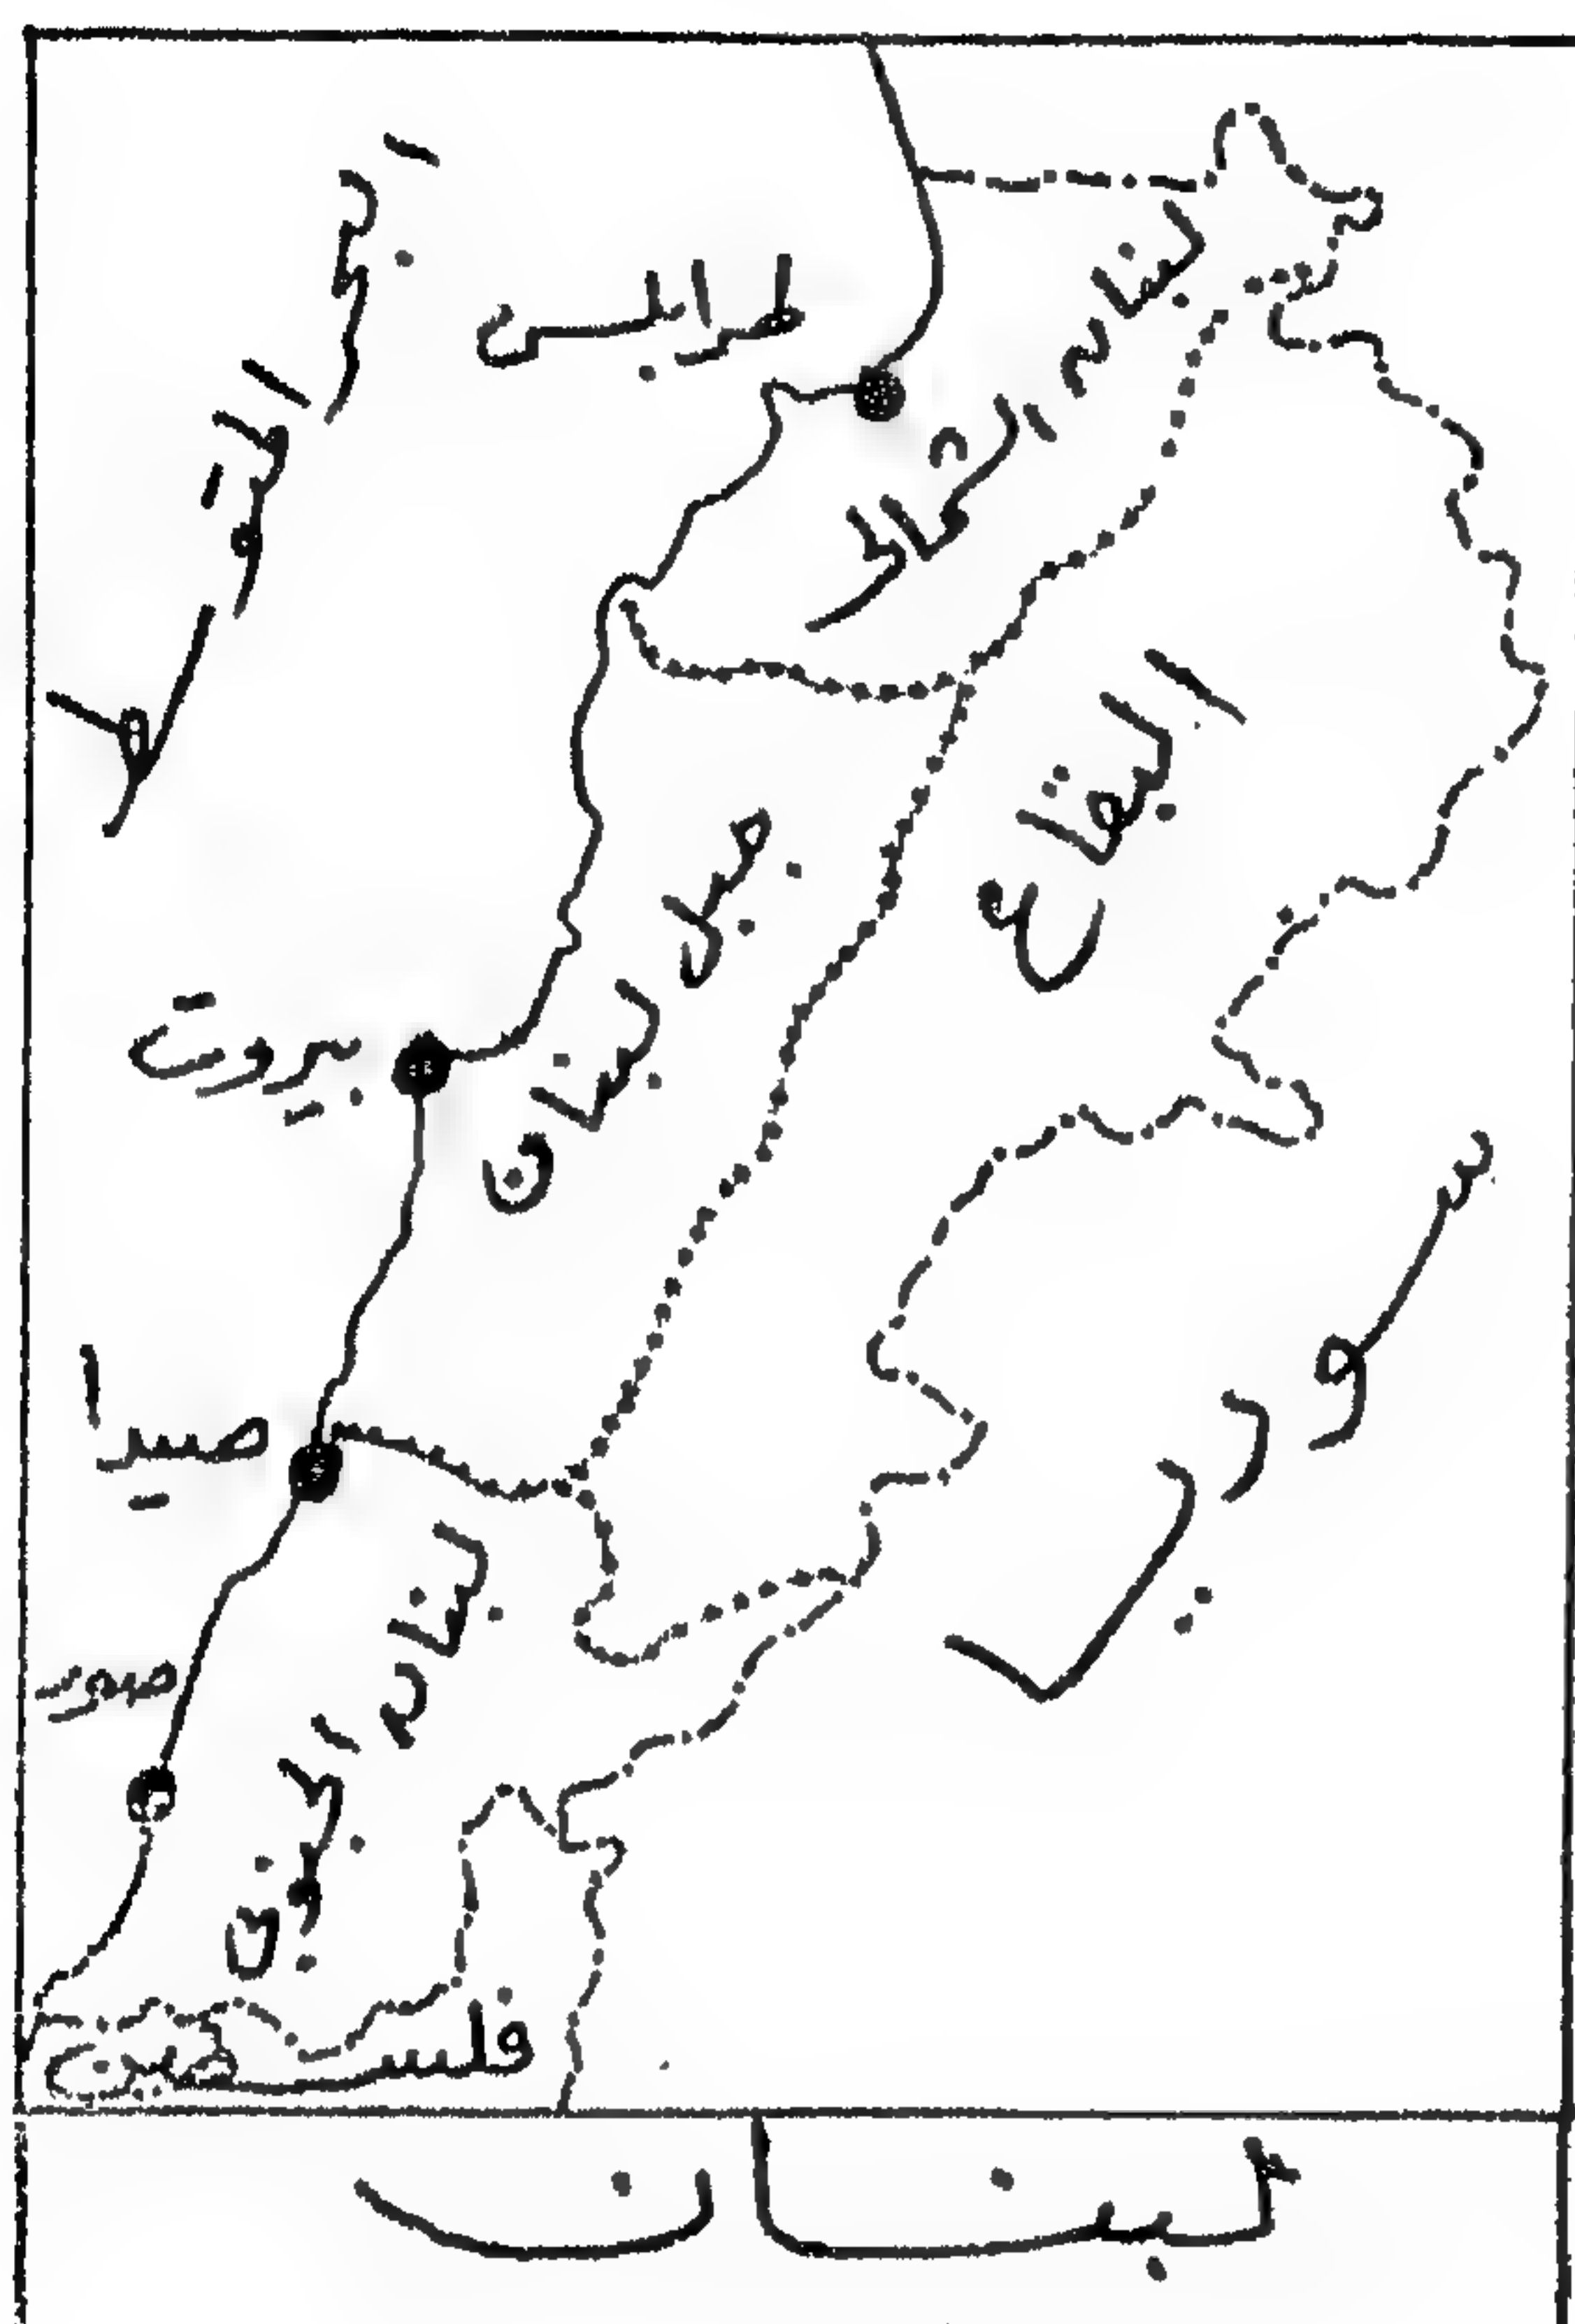 البحر المتوسط
طرابلس
لبنان الشمالي
البقاع
جبل لبنان
بيروت
سوريا
صيدا
لبنان الجنوبي
صور
فلسطين
لبنان